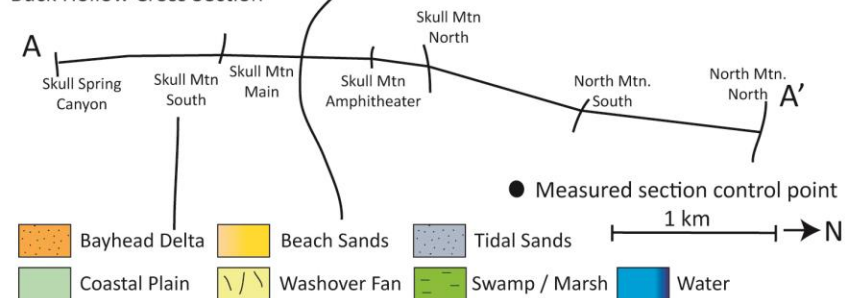 A
Skull Spring
Canyon
Skull Mtn
South
Skull Mtn
Main
Skull Mtn
Amphitheater
Skull Mtn
North
North Mtn.
South
North Mtn.
North
A’
Measured section control point
1 km
N
Bayhead Delta
Beach Sands
Tidal Sands
Coastal Plain
Washover Fan
Swamp / Marsh
Water